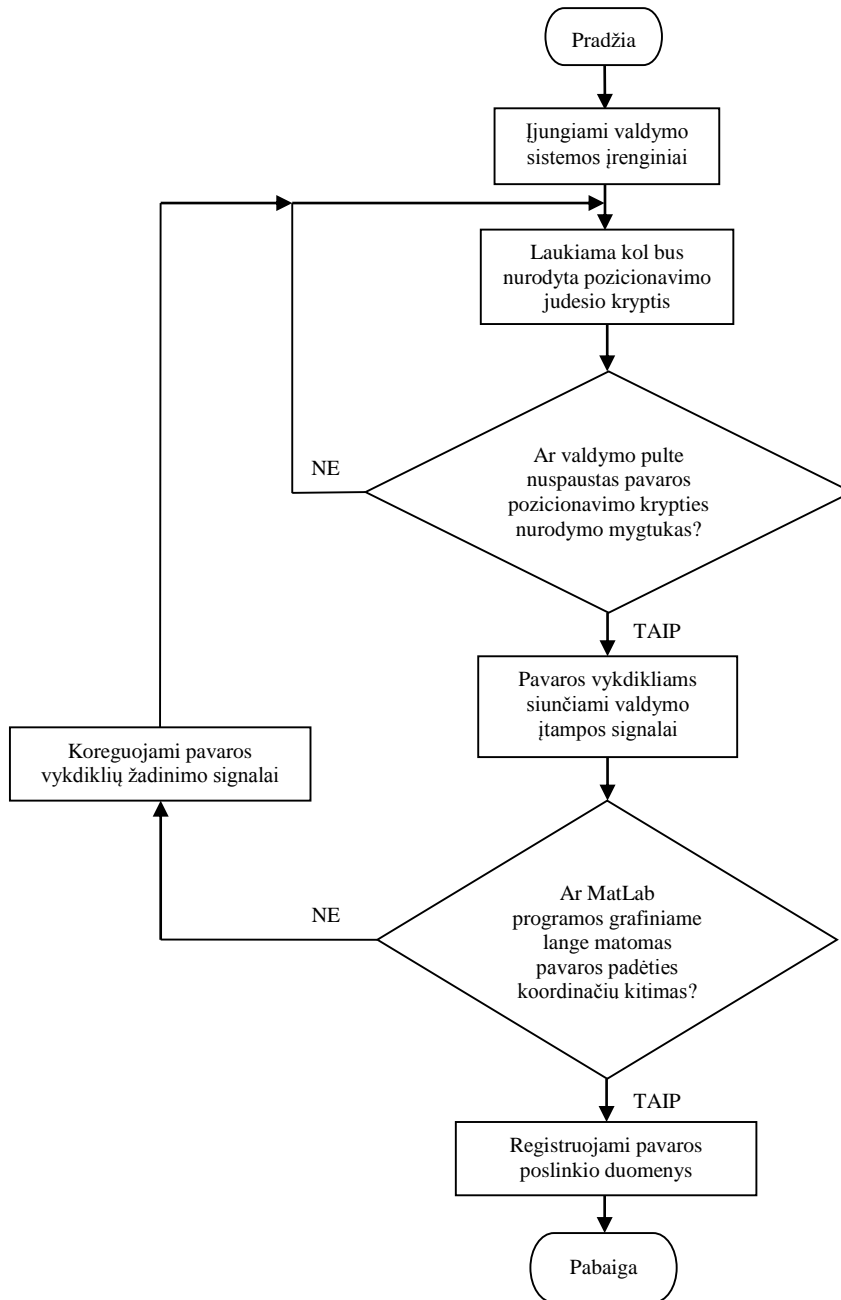 Pradžia
Įjungiami valdymo
sistemos įrenginiai
Laukiama kol bus
nurodyta pozicionavimo
judesio kryptis
NE
Ar valdymo pulte
nuspaustas pavaros
pozicionavimo krypties
nurodymo mygtukas?
TAIP
Pavaros vykdikliams
siunčiami valdymo
įtampos signalai
Koreguojami pavaros
vykdiklių žadinimo signalai
NE
Ar MatLab
programos grafiniame
lange matomas
pavaros padėties
koordinačių kitimas?
TAIP
Registruojami pavaros
poslinkio duomenys
Pabaiga